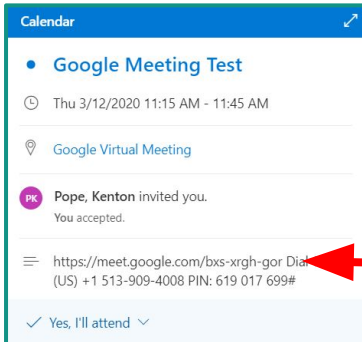 Calendar
Google Meeting Test
Thu 3/12/2020 11:15 AM - 11:45 AM
Google Virtual Meeting
PK Pope, Kenton invited you.
You accepted.
https://meet.google.com/bxs-xrgh-gor Dial-
(US) +1 513-909-4008 PIN: 619 017 699#
Yes, I'll attend